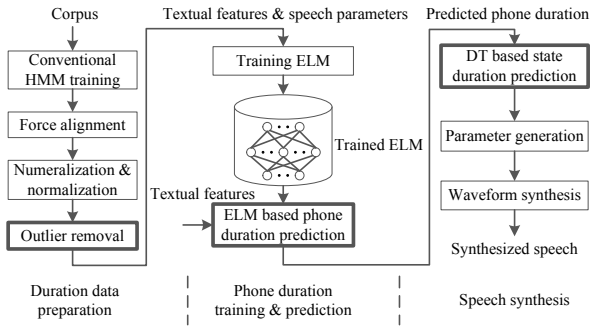 Corpus
Conventional
HMM training
Force alignment
Numeralization &
normalization
Outlier removal
Duration data
preparation
Textual features & speech parameters
Training ELM
Trained ELM
Textual features
ELM based phone
duration prediction
Phone duration
training & prediction
Predicted phone duration
DT based state
duration prediction
Parameter generation
Waveform synthesis
Synthesized speech
Speech synthesis